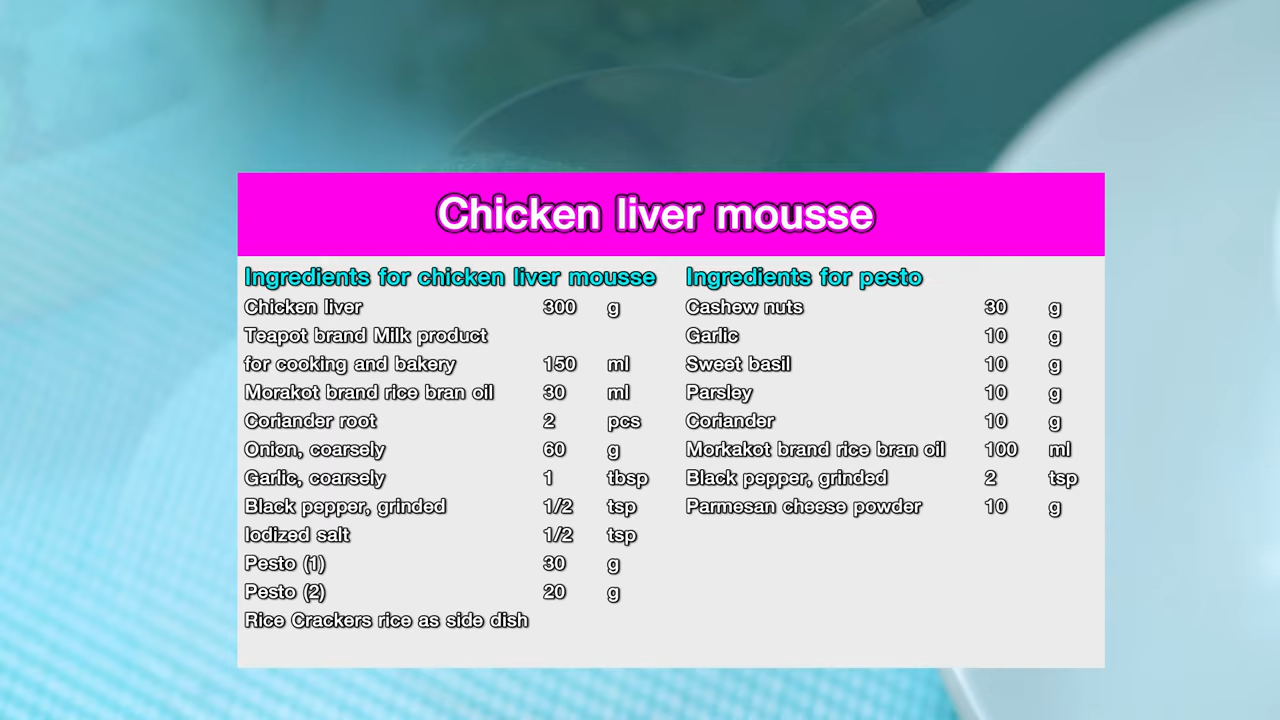 Chicken liver mousse
Ingredients for chicken liver mousse
Chicken liver 300 g
Teapot brand Milk product
for cooking and bakery 150 ml
Morakot brand rice bran oil 30 ml
Coriander root 2 pcs
Onion, coarsely 60 g
Garlic, coarsely 1 tbsp
Black pepper, grinded 1/2 tsp
Iodized salt 1/2 tsp
Pesto (1) 30 g
Pesto (2) 20 g
Rice Crackers rice as side dish
Ingredients for pesto
Cashew nuts 30 g
Garlic 10 g
Sweet basil 10 g
Parsley 10 g
Coriander 10 g
Morkakot brand rice bran oil 100 ml
Black pepper, grinded 2 tsp
Parmesan cheese powder 10 g